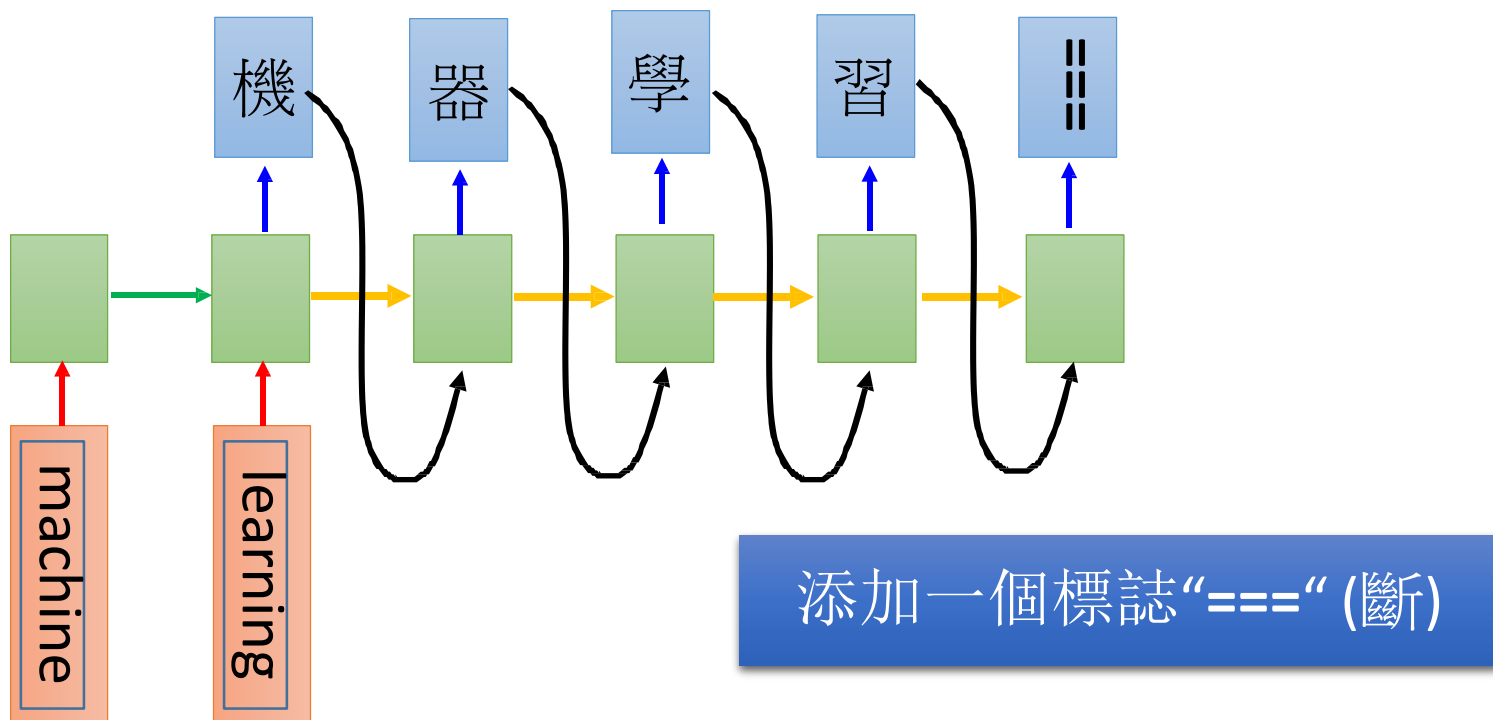 機
器
學
習
===
machine
learning
添加一個標誌“===“ (斷)